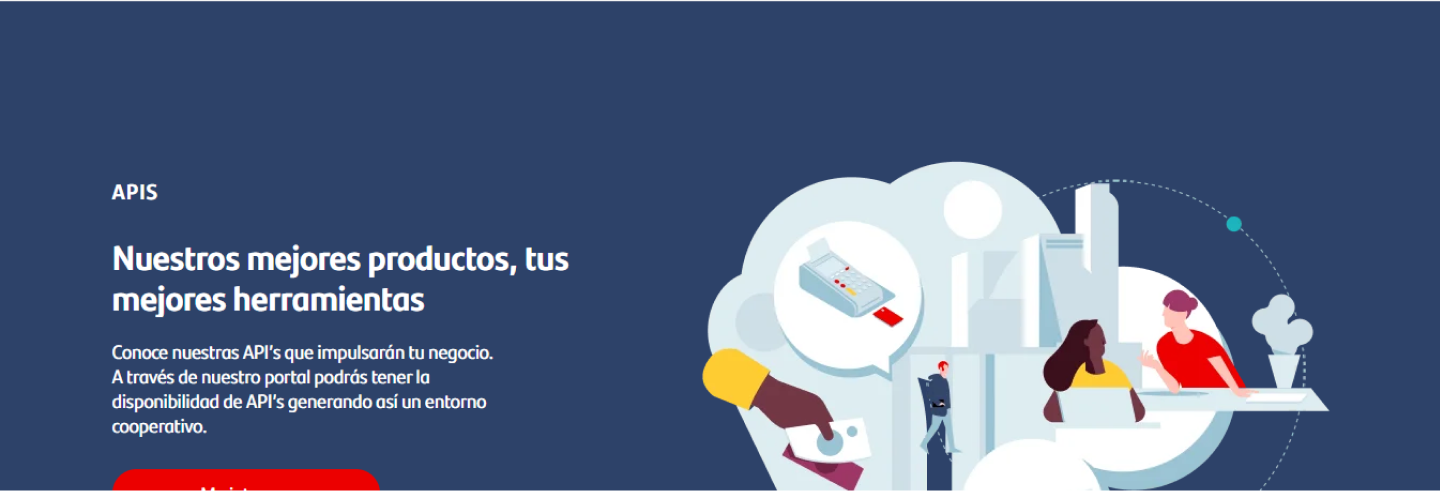 APIS
Nuestros mejores productos, tus
mejores herramientas
Conoce nuestras API's que impulsarán tu negocio.
A través de nuestro portal podrás tener la
disponibilidad de API's generando así un entorno
cooperativo.